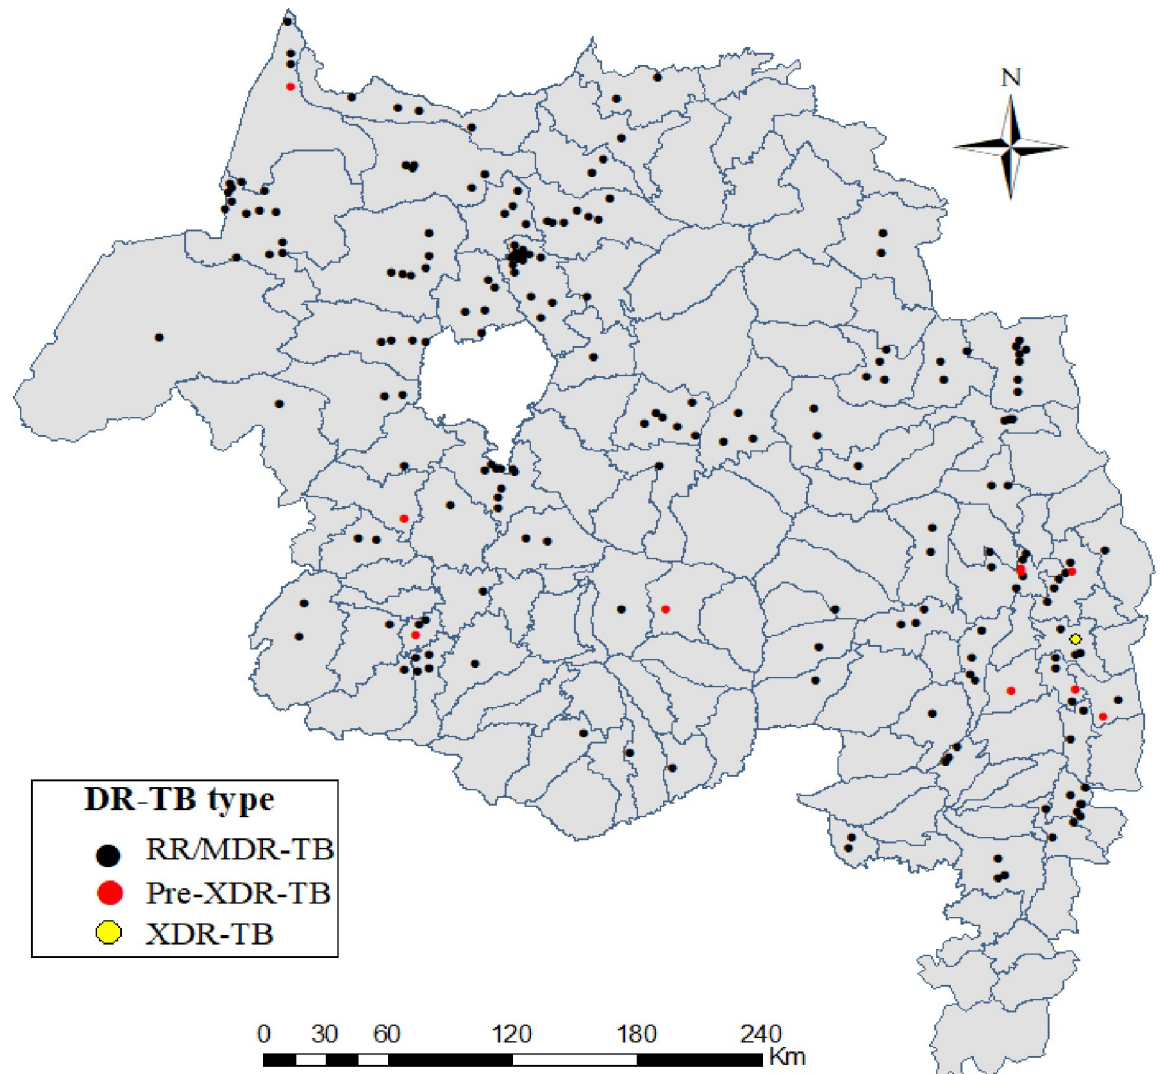 N
DR-TB type
RR/MDR-TB
Pre-XDR-TB
XDR-TB
0 30 60 120 180 240
Km